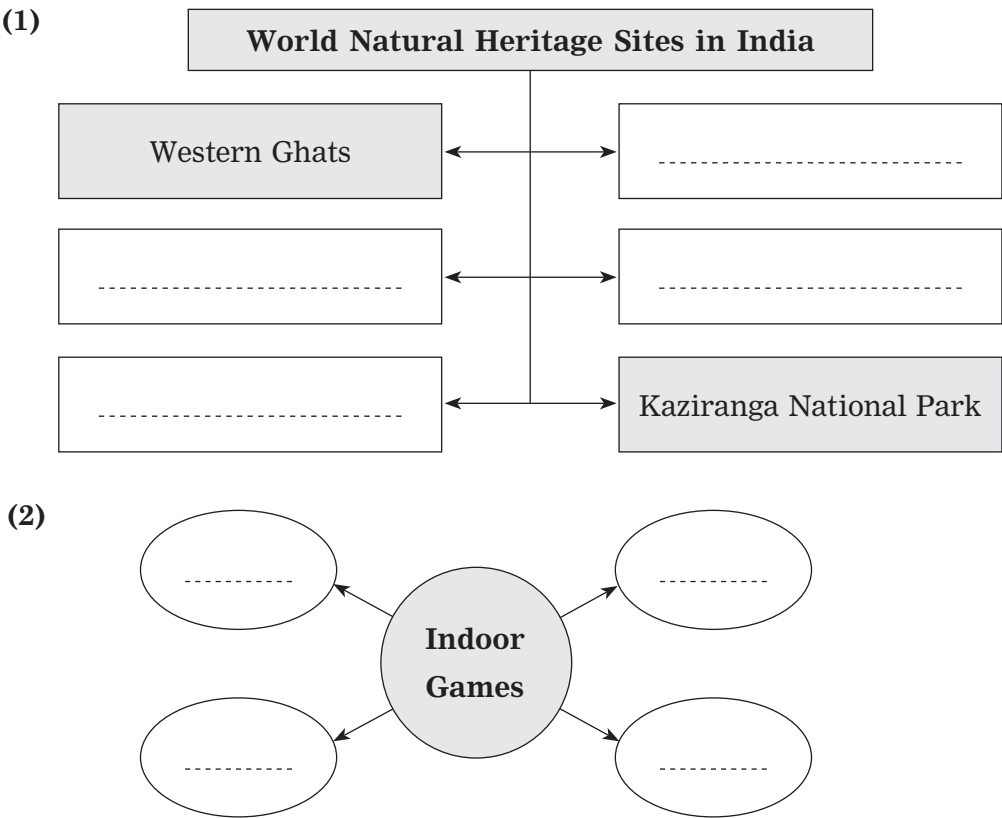 (1)
World Natural Heritage Sites in India
Western Ghats
Kaziranga National Park
(2)
Indoor
Games